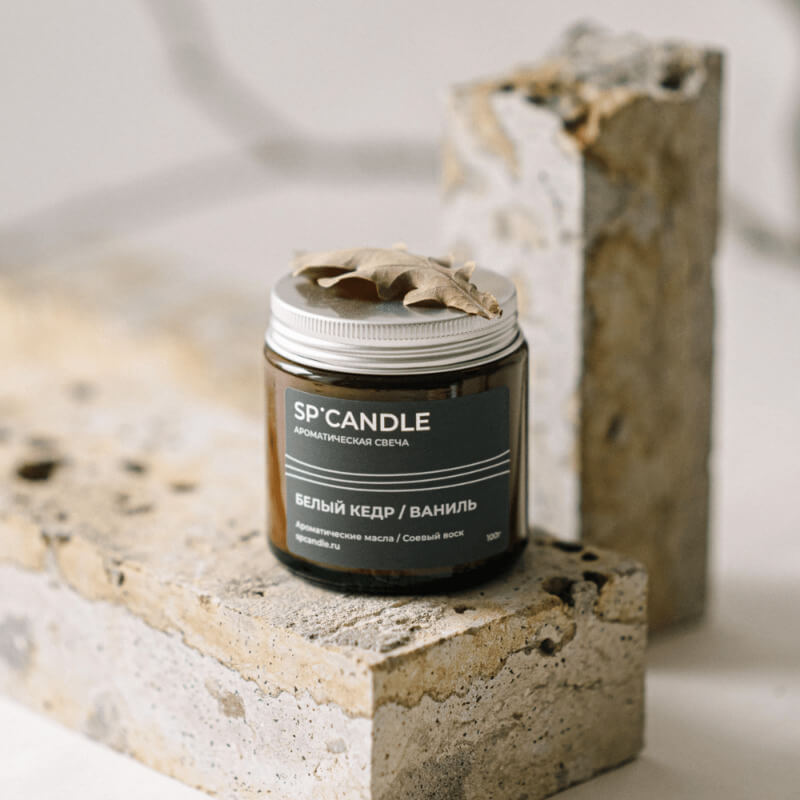 SP*CANDLE
АРОМАТИЧЕСКАЯ СВЕЧА
БЕЛЫЙ КЕДР / ВАНИЛЬ
Ароматические масла / Соевый воск
spcandle.ru
100г